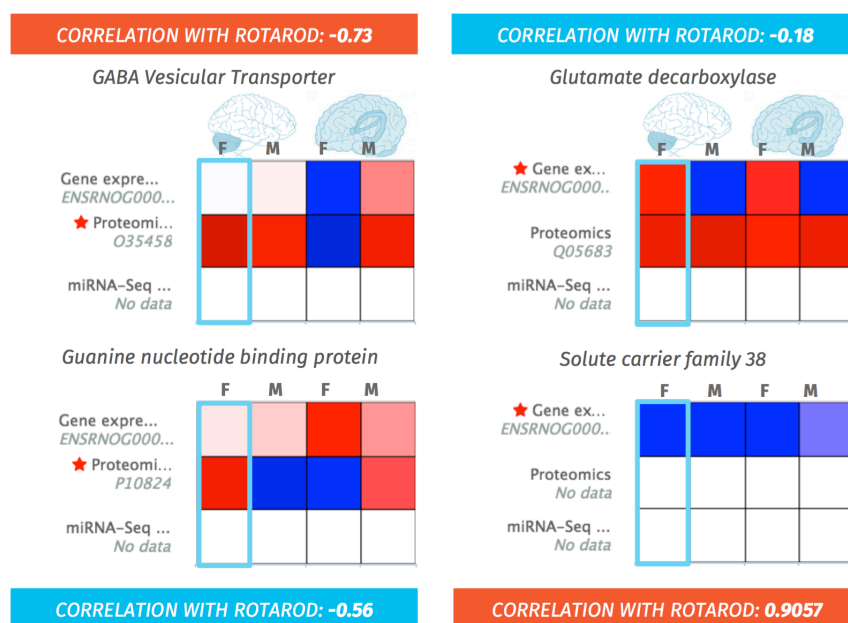 CORRELATION WITH ROTAROD: -0.73
GABA Vesicular Transporter
F M F M
Gene expre...
ENSRNOG000...
Proteomi...
O35458
miRNA-Seq ...
No data
CORRELATION WITH ROTAROD: -0.18
Glutamate decarboxylase
F M F M
Gene ex...
ENSRNOG000..
Proteomics
Q05683
miRNA-Seq ...
No data
Guanine nucleotide binding protein
F M F M
Gene expre...
ENSRNOG000...
Proteomi...
P10824
miRNA-Seq ...
No data
CORRELATION WITH ROTAROD: -0.56
Solute carrier family 38
F M F M
Gene ex...
ENSRNOG000..
Proteomics
No data
miRNA-Seq ...
No data
CORRELATION WITH ROTAROD: 0.9057